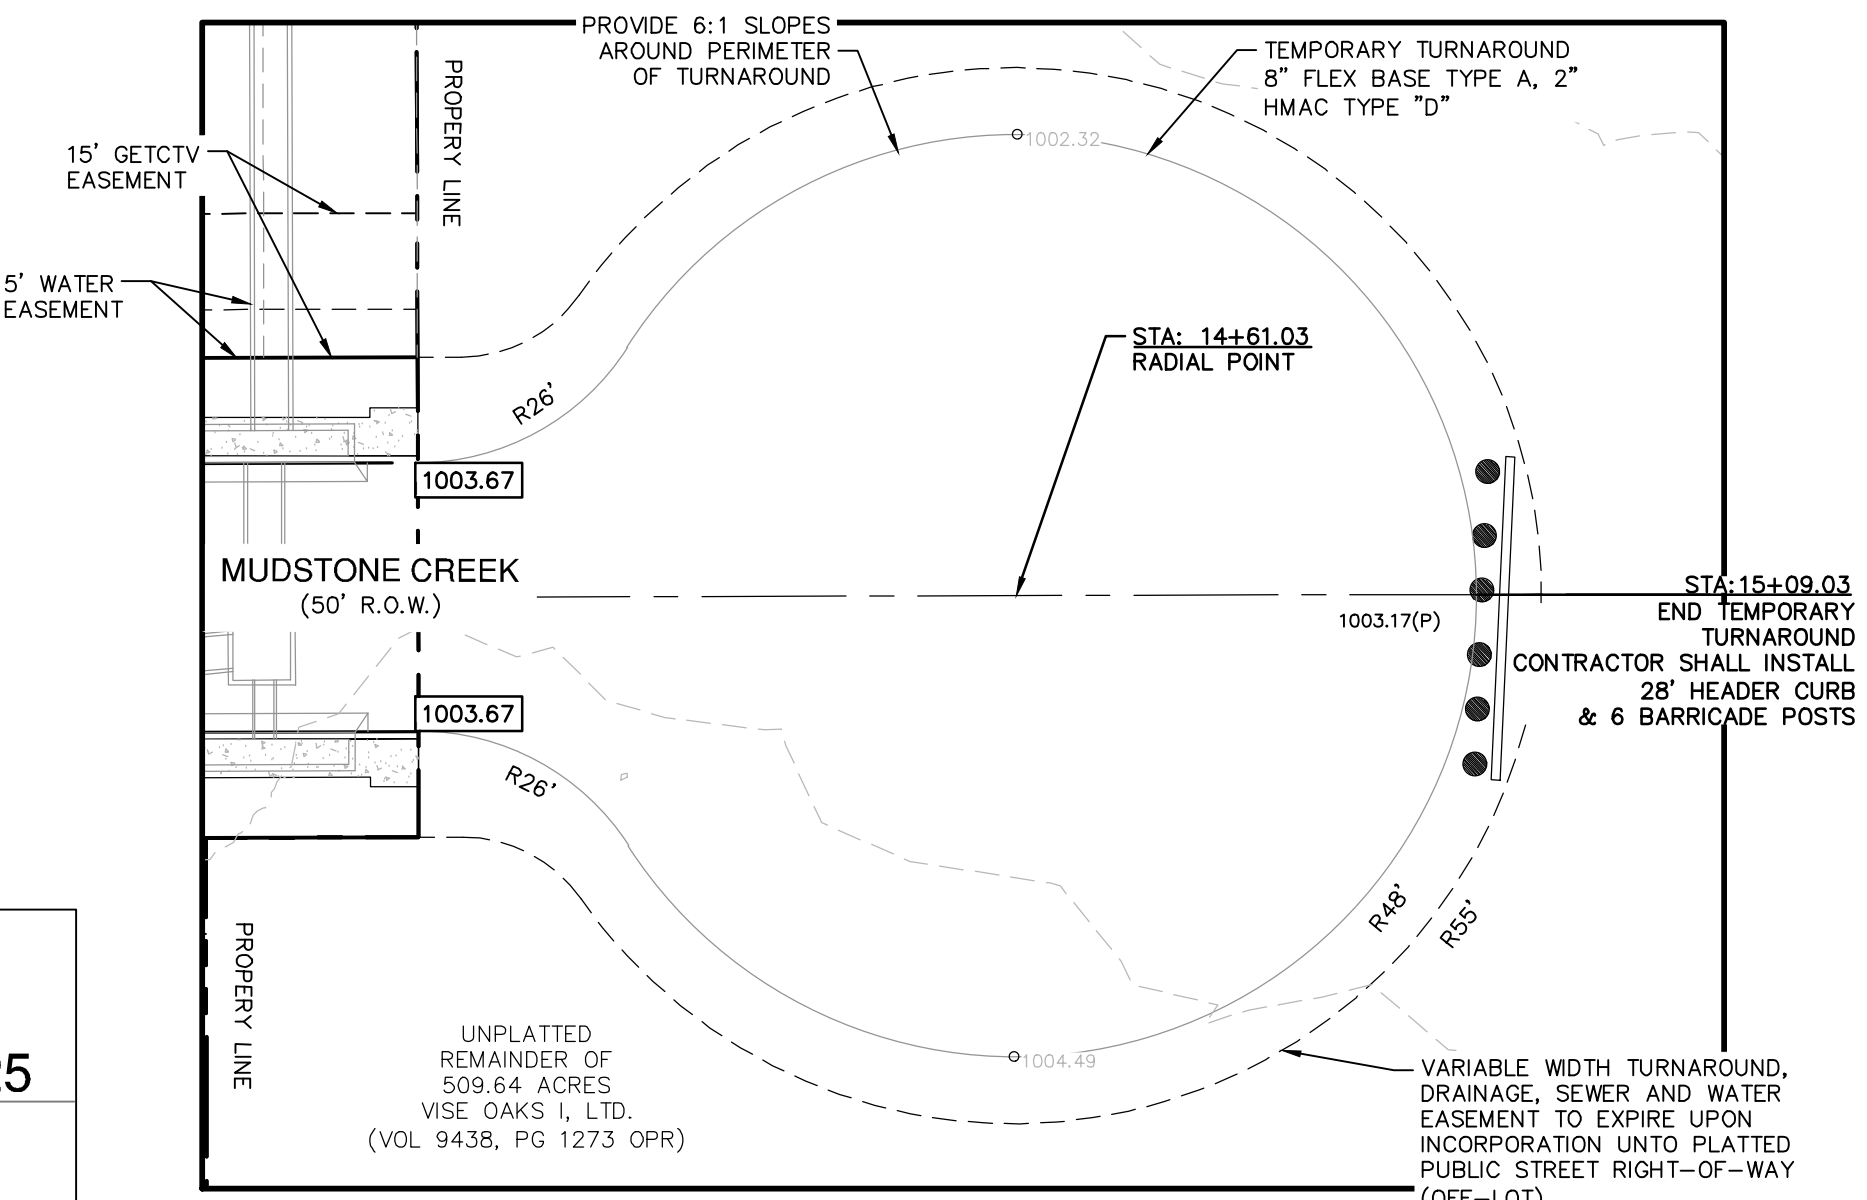 PROVIDE 6:1 SLOPES
AROUND PERIMETER
OF TURNAROUND
TEMPORARY TURNAROUND
8" FLEX BASE TYPE A, 2"
HMAC TYPE "D"
PROPERTY LINE
1002.32
15' GETCTV
EASEMENT
5' WATER
EASEMENT
STA: 14+61.03
RADIAL POINT
R26'
1003.67
MUDSTONE CREEK
(50' R.O.W.)
1003.17(P)
STA:15+09.03
END TEMPORARY
TURNAROUND
CONTRACTOR SHALL INSTALL
28' HEADER CURB
& 6 BARRICADE POSTS
1003.67
R26'
R48'
R55'
PROPERY LINE
UNPLATTED
REMAINDER OF
509.64 ACRES
VISE OAKS I, LTD.
(VOL 9438, PG 1273 OPR)
1004.49
VARIABLE WIDTH TURNAROUND,
DRAINAGE, SEWER AND WATER
EASEMENT TO EXPIRE UPON
INCORPORATION UNTO PLATTED
PUBLIC STREET RIGHT-OF-WAY
(OFF-LOT)